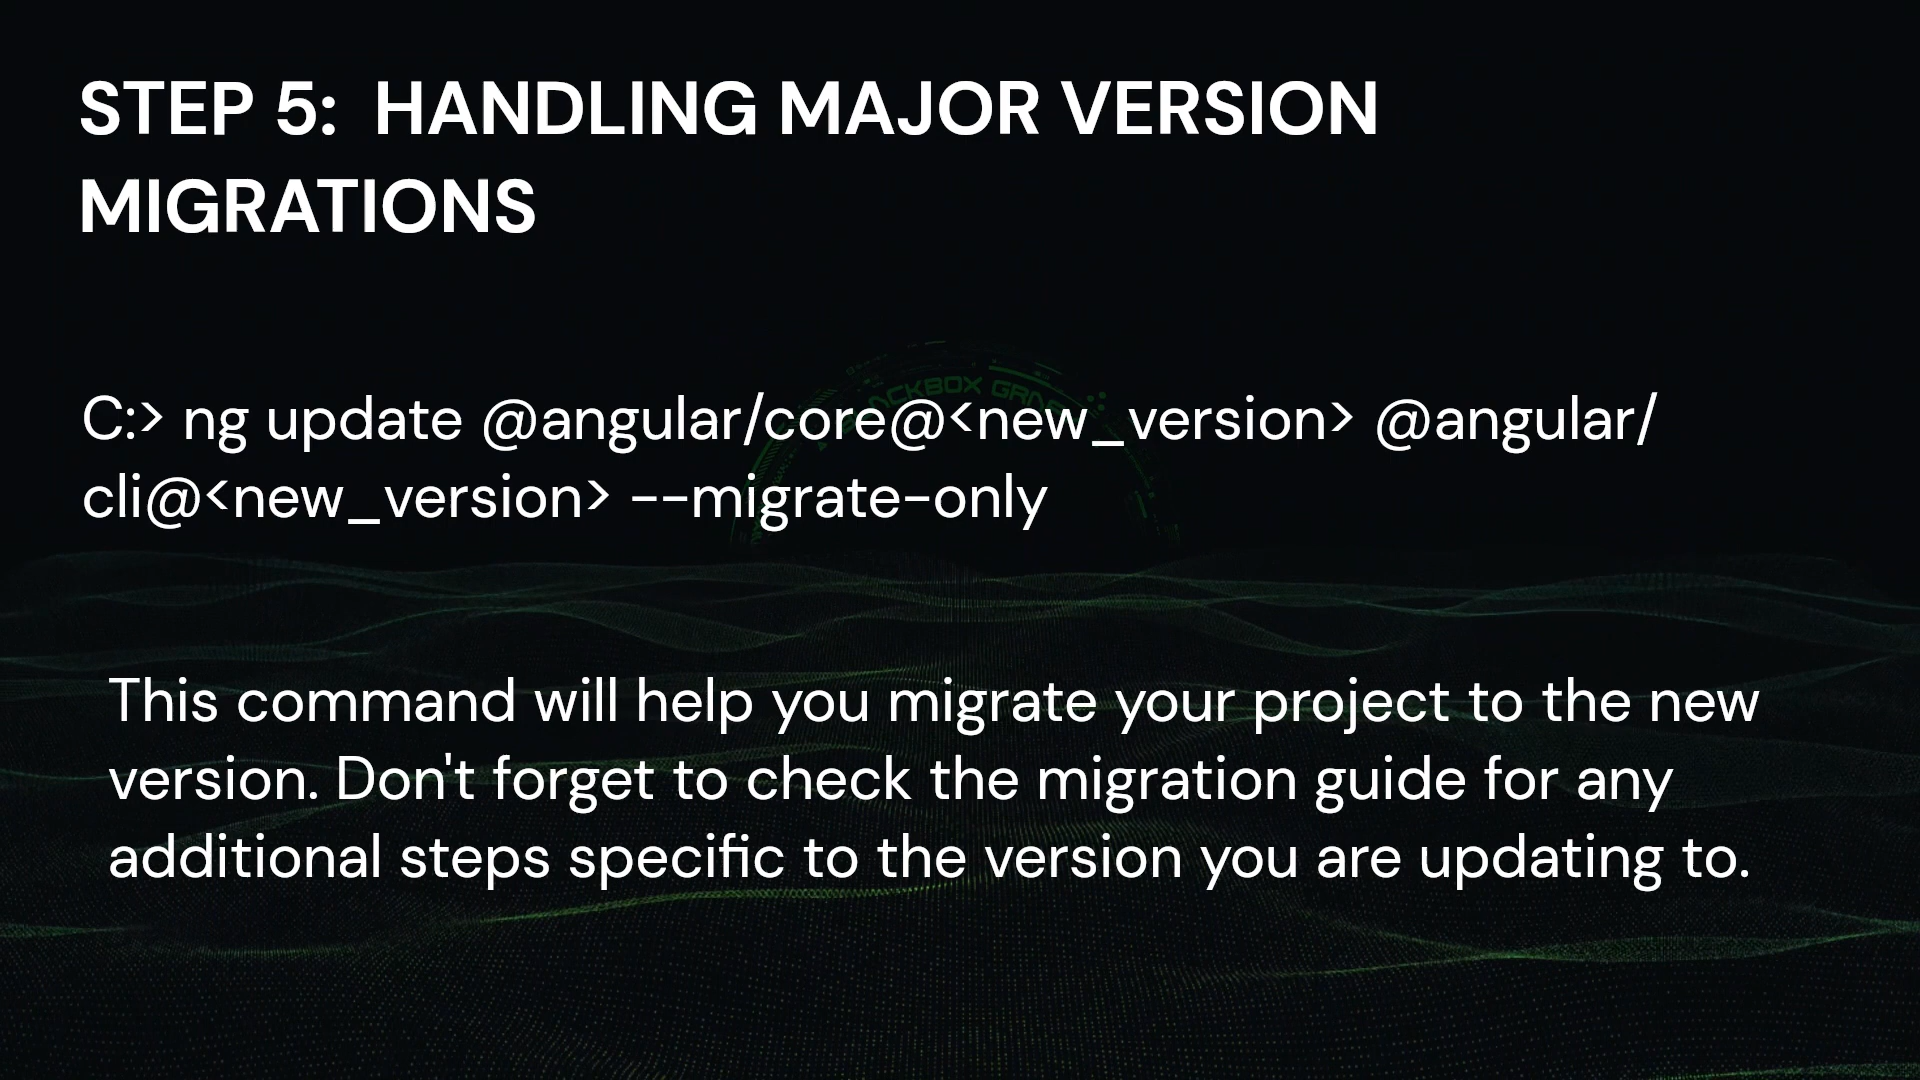 STEP 5:  HANDLING MAJOR VERSION
MIGRATIONS
C:> ng update @angular/core@<new_version> @angular/
cli@<new_version> --migrate-only
This command will help you migrate your project to the new
version. Don't forget to check the migration guide for any
additional steps specific to the version you are updating to.